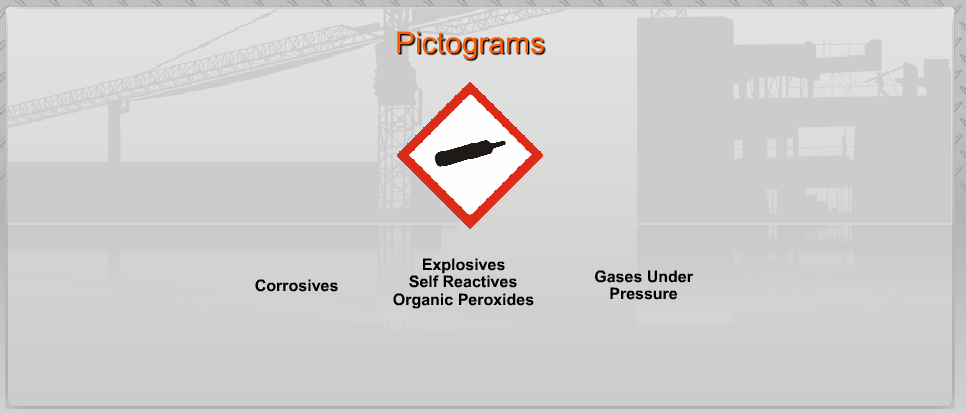 Pictograms
Corrosives
Explosives
Self Reactives
Organic Peroxides
Gases Under
Pressure